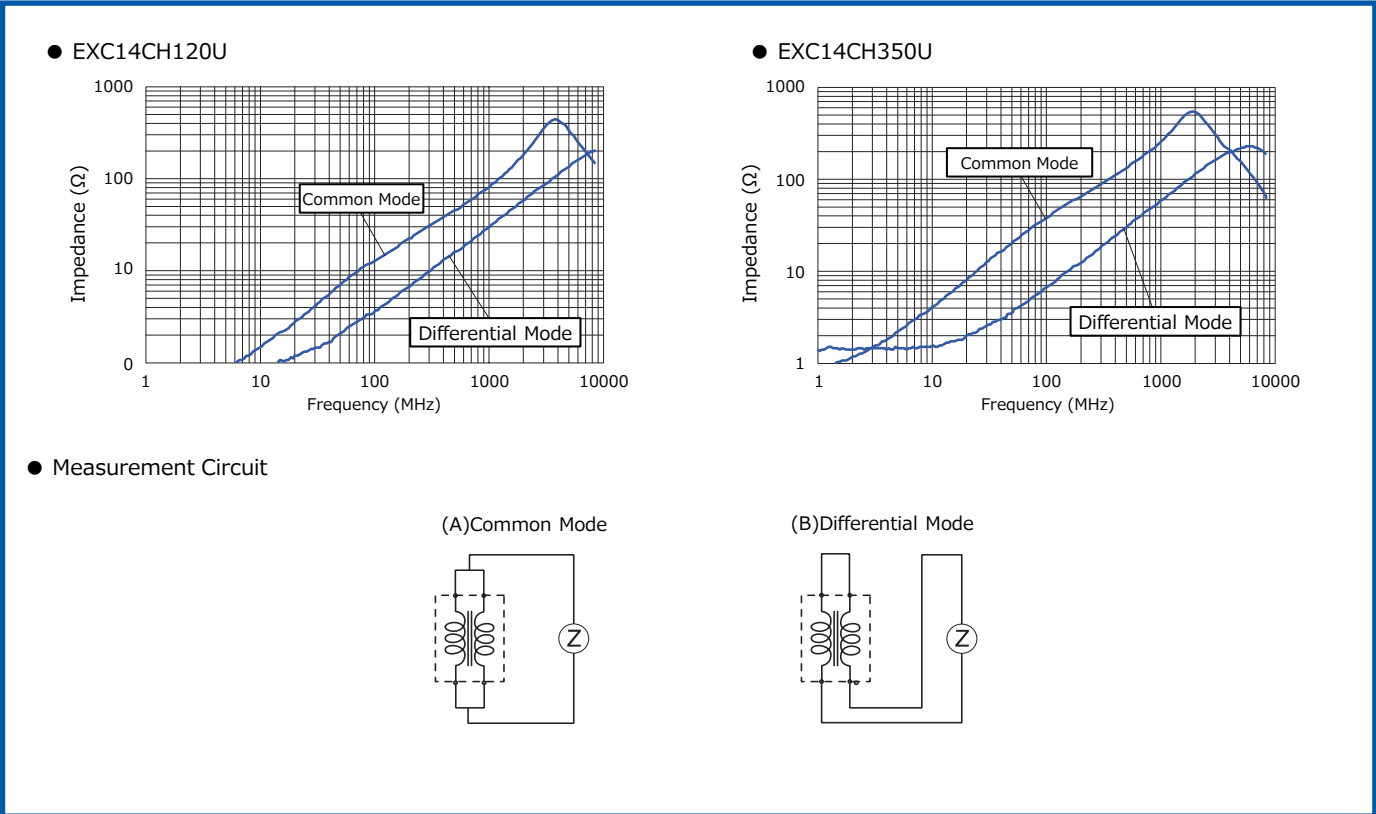 ● EXC14CH120U
1000
100
10
0
Impedance (Ω)
Common Mode
Differential Mode
1 10 100 1000 10000
Frequency (MHz)
● EXC14CH350U
1000
100
10
1
Impedance (Ω)
Common Mode
Differential Mode
1 10 100 1000 10000
Frequency (MHz)
● Measurement Circuit
(A)Common Mode
Z
(B)Differential Mode
Z